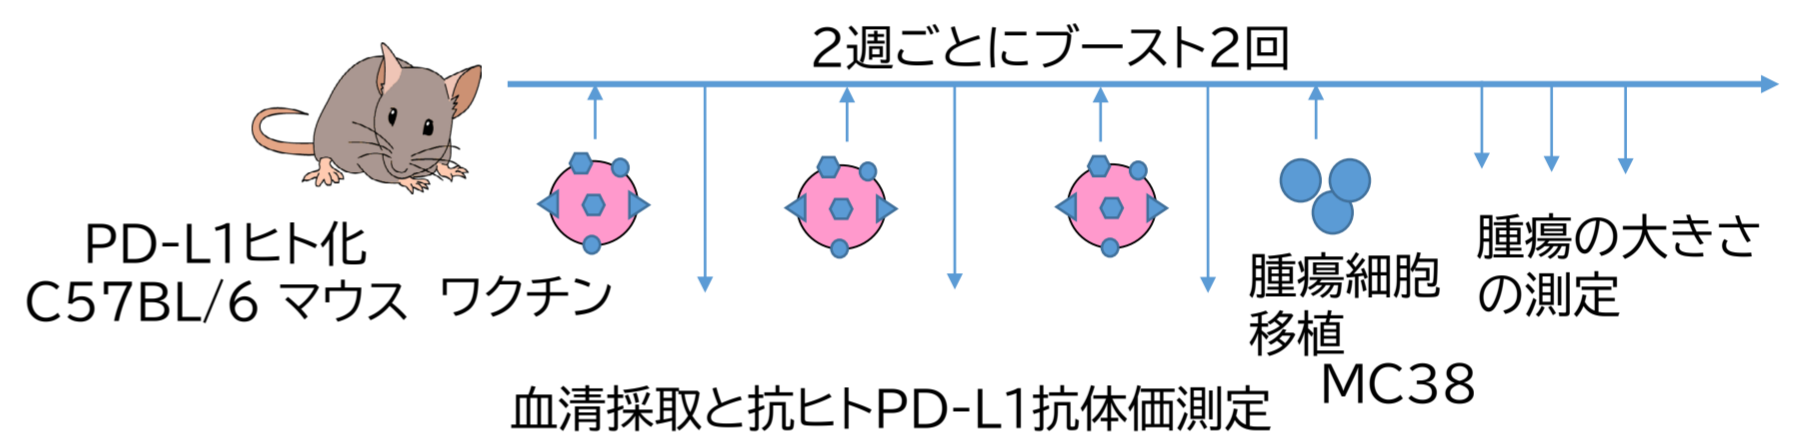 2週ごとにブースト2回
PD-L1ヒト化
C57BL/6 マウス
ワクチン
腫瘍細胞
移植
MC38
腫瘍の大きさ
の測定
血清採取と抗ヒトPD-L1抗体価測定